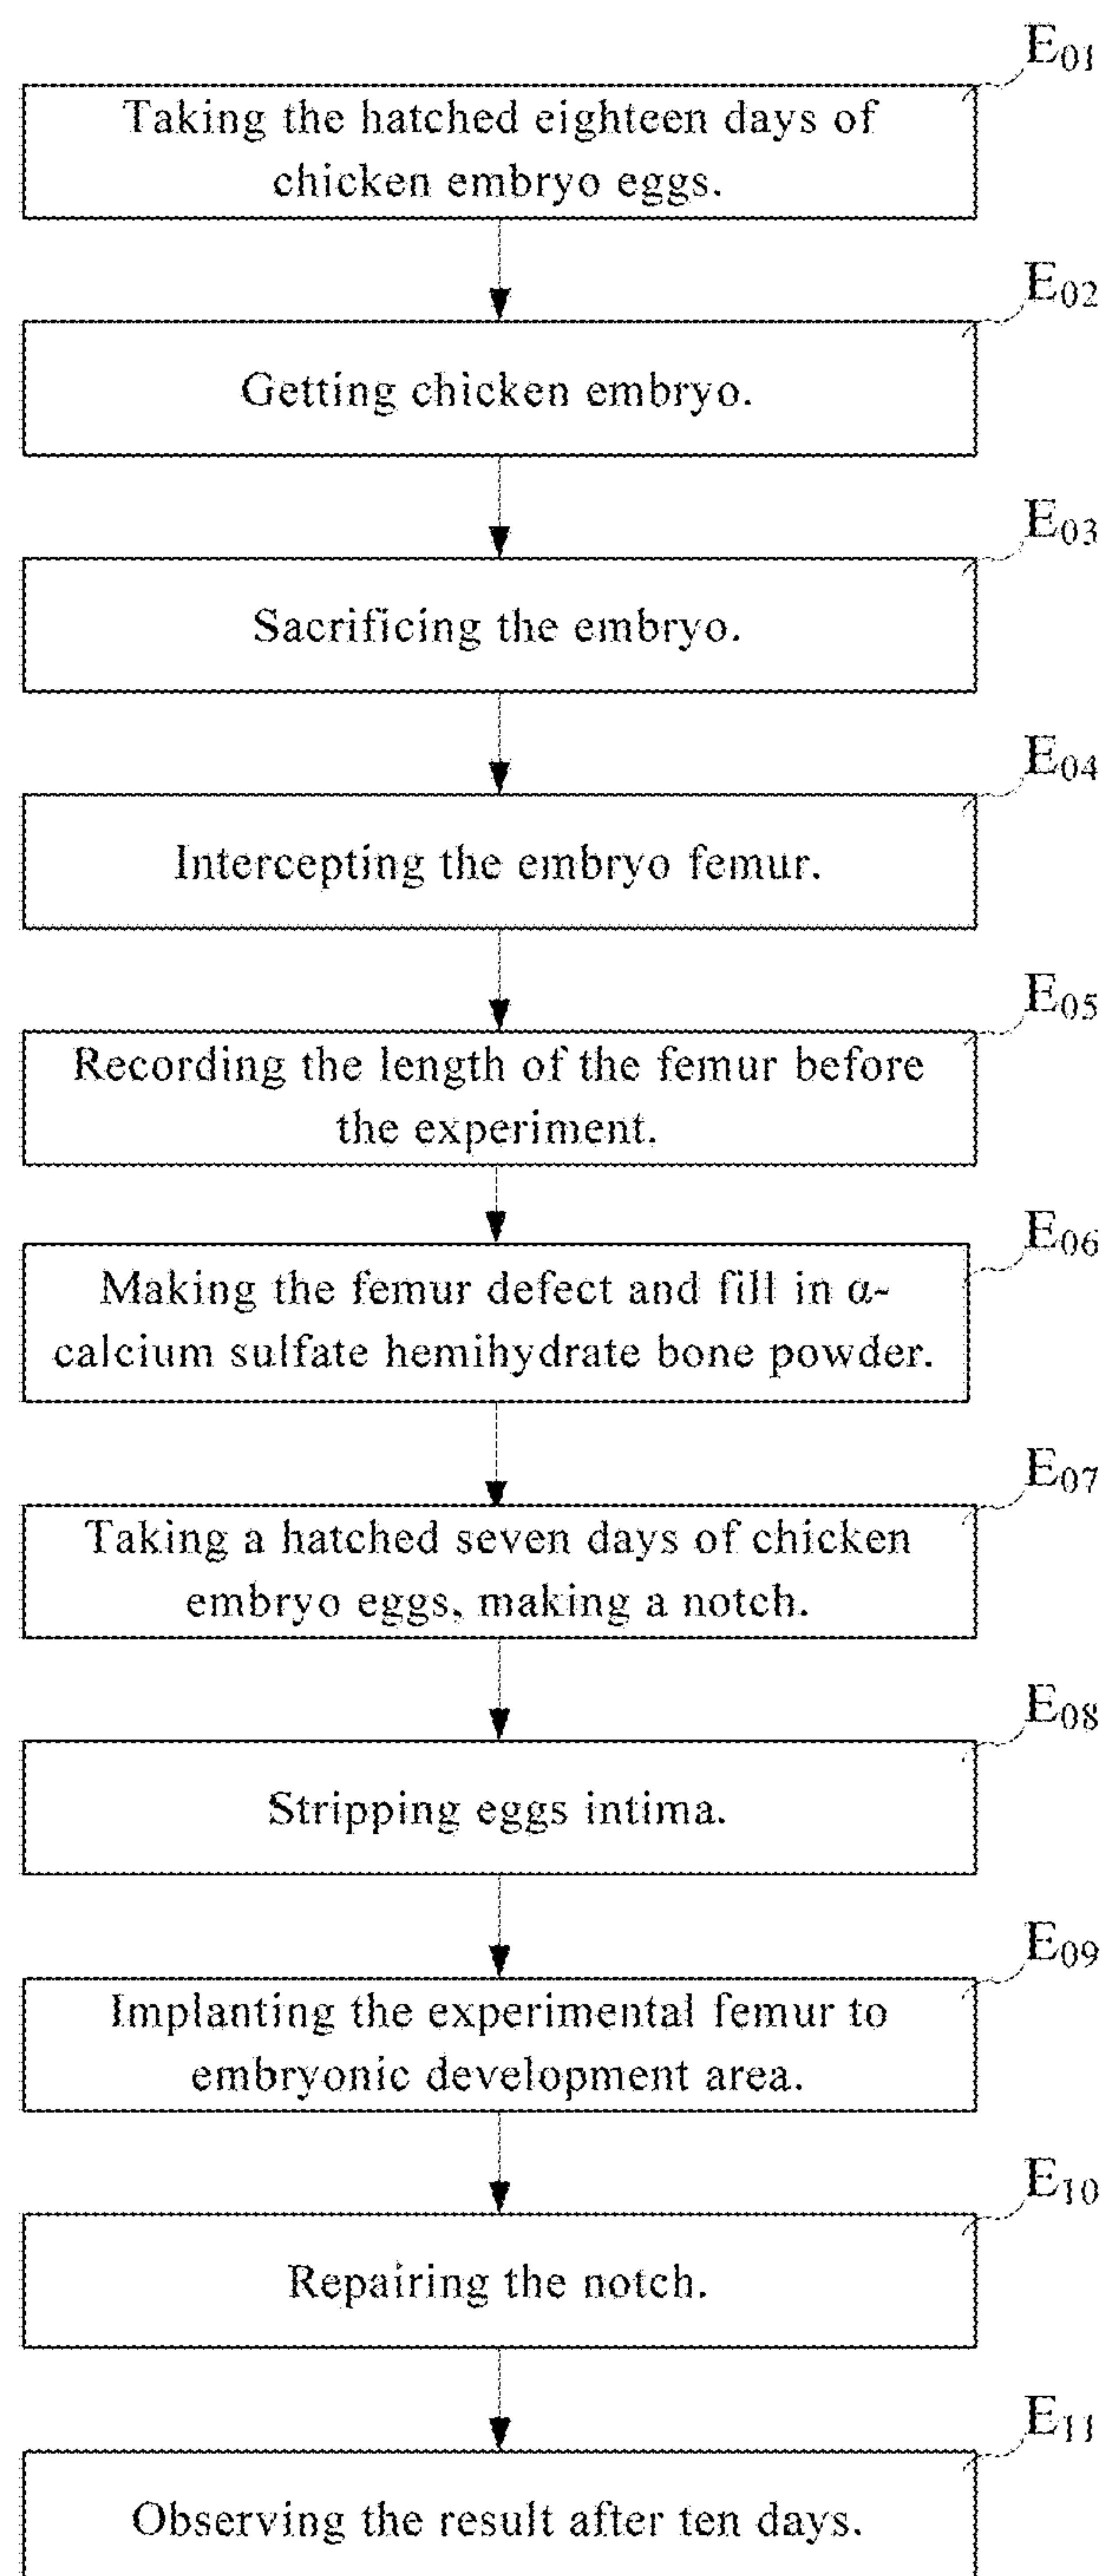 E01
Taking the hatched eighteen days of
chicken embryo eggs.
E02
Getting chicken embryo.
E03
Sacrificing the embryo.
E04
Intercepting the embryo femur.
E05
Recording the length of the femur before
the experiment.
E06
Making the femur defect and fill in α-
calcium sulfate hemihydrate bone powder.
E07
Taking a hatched seven days of chicken
embryo eggs, making a notch.
E08
Stripping eggs intima.
E09
Implanting the experimental femur to
embryonic development area.
E10
Repairing the notch.
E11
Observing the result after ten days.